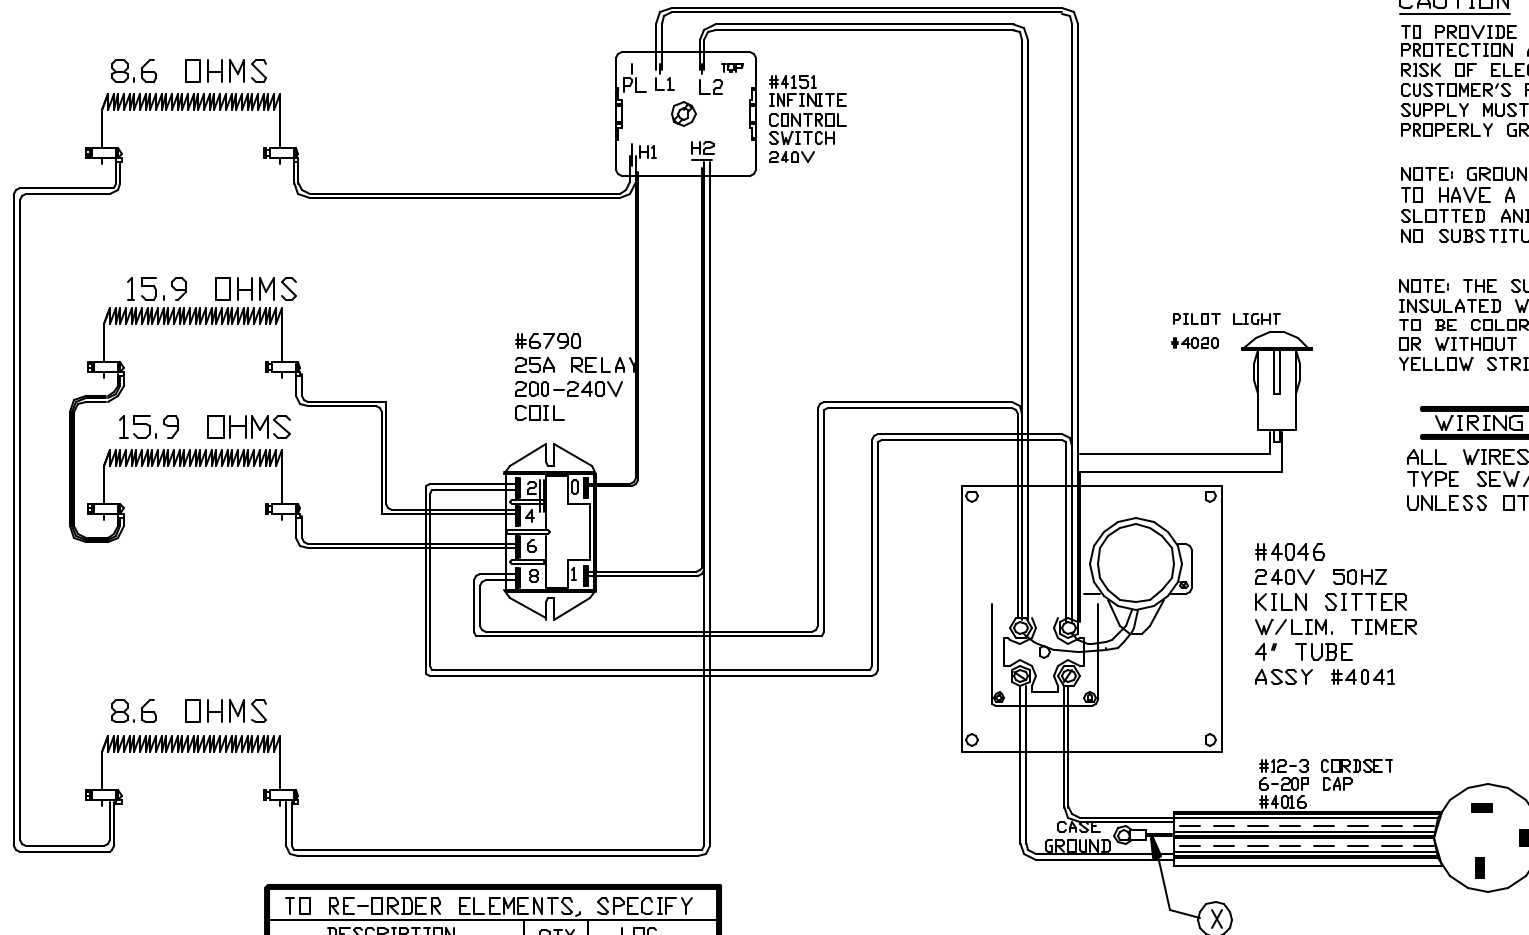 8.6 OHMS
15.9 OHMS
15.9 OHMS
8.6 OHMS
PL L1 L2 TOP
H1 H2
#4151
INFINITE
CONTROL
SWITCH
240V
#6790
25A RELAY
200-240V
COIL
2 0
4
6
8 1
PILOT LIGHT
#4020
#4046
240V 50HZ
KILN SITTER
W/LIM. TIMER
4" TUBE
ASSY #4041
#12-3 CORDSET
6-20P CAP
#4016
CASE
GROUND
X
CAUTION
TO PROVIDE
PROTECTION
RISK OF ELE
CUSTOMER'S
SUPPLY MUST
PROPERLY GR
NOTE: GROUN
TO HAVE A
SLOTTED AN
NO SUBSTITU
NOTE: THE SU
INSULATED W
TO BE COLOR
OR WITHOUT
YELLOW STRI
WIRING
ALL WIRES
TYPE SEW/
UNLESS OT
TO RE-ORDER ELEMENTS, SPECIFY
DESCRIPTION QTY LOC